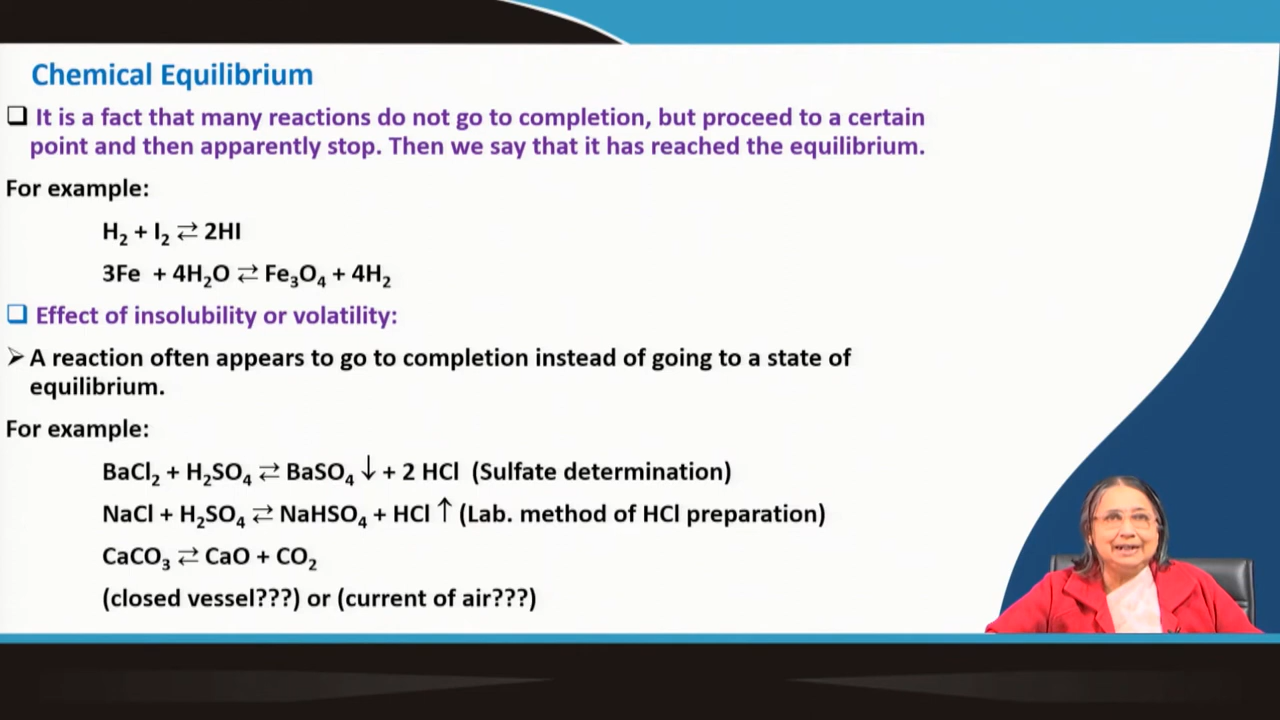 Chemical Equilibrium
❑ It is a fact that many reactions do not go to completion, but proceed to a certain
point and then apparently stop. Then we say that it has reached the equilibrium.
For example:
H₂ + I₂ ⇄ 2HI
3Fe + 4H₂O ⇄ Fe₃O₄ + 4H₂
❑ Effect of insolubility or volatility:
➢ A reaction often appears to go to completion instead of going to a state of
equilibrium.
For example:
BaCl₂ + H₂SO₄ ⇄ BaSO₄ ↓ + 2 HCl (Sulfate determination)
NaCl + H₂SO₄ ⇄ NaHSO₄ + HCl ↑ (Lab. method of HCl preparation)
CaCO₃ ⇄ CaO + CO₂
(closed vessel???) or (current of air???)